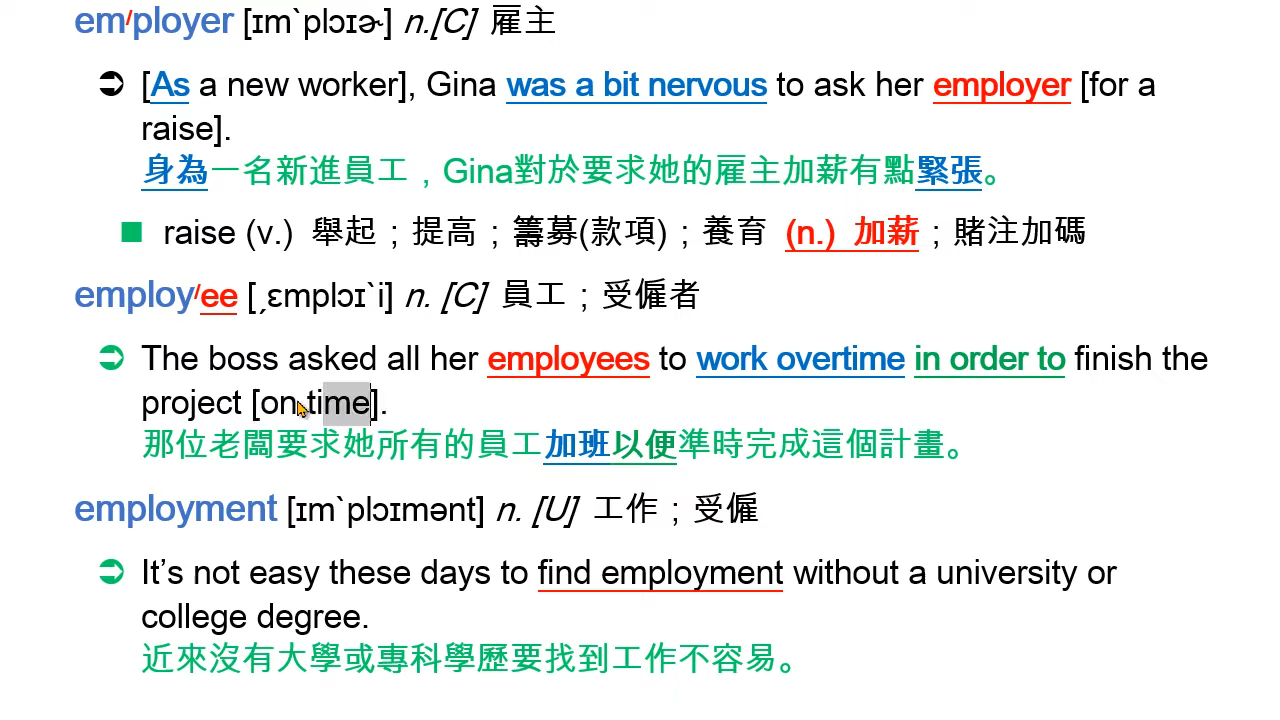 em/ployer [ɪm`plɔɪɚ] n.[C] 雇主
➲ [As a new worker], Gina was a bit nervous to ask her employer [for a
raise].
身為一名新進員工，Gina對於要求她的雇主加薪有點緊張。
■ raise (v.) 舉起；提高；籌募(款項)；養育 (n.) 加薪；賭注加碼
employ/ee [ˏɛmplɔɪ`i] n. [C] 員工；受僱者
➲ The boss asked all her employees to work overtime in order to finish the
project [on time].
那位老闆要求她所有的員工加班以便準時完成這個計畫。
employment [ɪm`plɔɪmənt] n. [U] 工作；受僱
➲ It’s not easy these days to find employment without a university or
college degree.
近來沒有大學或專科學歷要找到工作不容易。